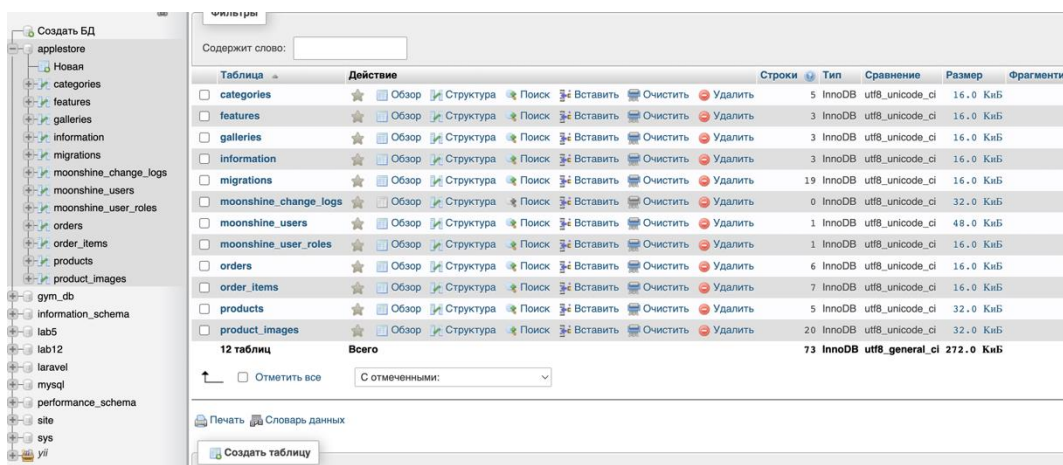 Фильтры
Создать БД
applestore
Новая
categories
features
galleries
information
migrations
moonshine_change_logs
moonshine_users
moonshine_user_roles
orders
order_items
products
product_images
gym_db
information_schema
lab5
lab12
laravel
mysql
performance_schema
site
sys
yii
Содержит слово:
Таблица Действие Строки Тип Сравнение Размер Фрагменти
categories Обзор Структура Поиск Вставить Очистить Удалить 5 InnoDB utf8_unicode_ci 16.0 КиБ
features Обзор Структура Поиск Вставить Очистить Удалить 3 InnoDB utf8_unicode_ci 16.0 КиБ
galleries Обзор Структура Поиск Вставить Очистить Удалить 3 InnoDB utf8_unicode_ci 16.0 КиБ
information Обзор Структура Поиск Вставить Очистить Удалить 3 InnoDB utf8_unicode_ci 16.0 КиБ
migrations Обзор Структура Поиск Вставить Очистить Удалить 19 InnoDB utf8_unicode_ci 16.0 КиБ
moonshine_change_logs Обзор Структура Поиск Вставить Очистить Удалить 0 InnoDB utf8_unicode_ci 32.0 КиБ
moonshine_users Обзор Структура Поиск Вставить Очистить Удалить 1 InnoDB utf8_unicode_ci 48.0 КиБ
moonshine_user_roles Обзор Структура Поиск Вставить Очистить Удалить 1 InnoDB utf8_unicode_ci 16.0 КиБ
orders Обзор Структура Поиск Вставить Очистить Удалить 6 InnoDB utf8_unicode_ci 16.0 КиБ
order_items Обзор Структура Поиск Вставить Очистить Удалить 7 InnoDB utf8_unicode_ci 16.0 КиБ
products Обзор Структура Поиск Вставить Очистить Удалить 5 InnoDB utf8_unicode_ci 32.0 КиБ
product_images Обзор Структура Поиск Вставить Очистить Удалить 20 InnoDB utf8_unicode_ci 32.0 КиБ
12 таблиц Всего 73 InnoDB utf8_general_ci 272.0 КиБ
Отметить все С отмеченными:
Печать Словарь данных
Создать таблицу